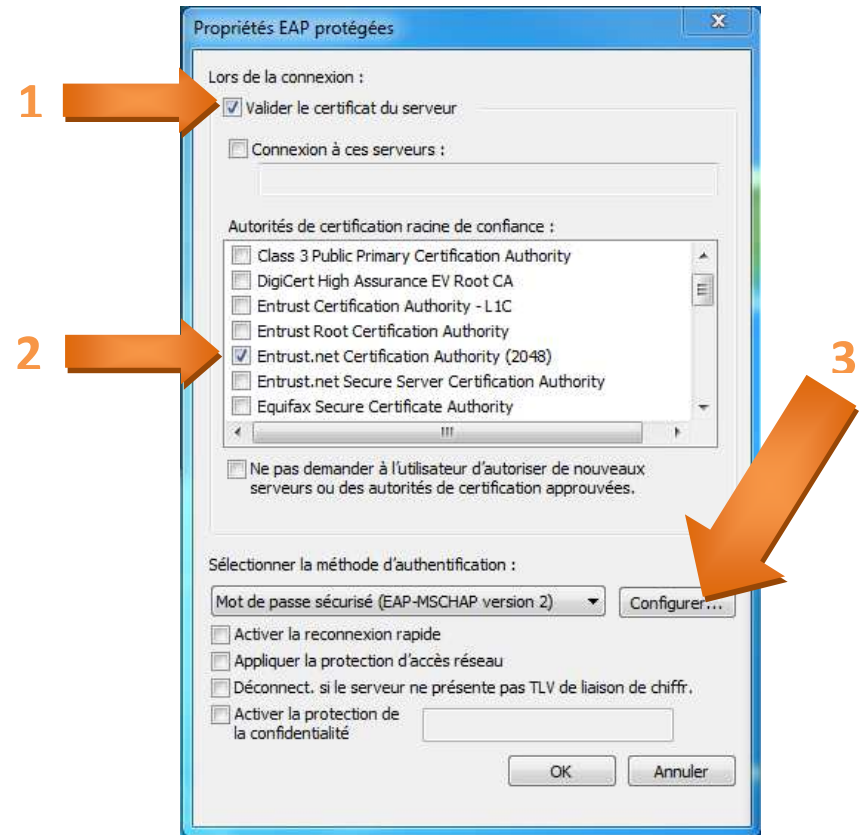 Propriétés EAP protégées
Lors de la connexion :
1
Valider le certificat du serveur
Connexion à ces serveurs :
Autorités de certification racine de confiance :
Class 3 Public Primary Certification Authority
DigiCert High Assurance EV Root CA
Entrust Certification Authority - L1C
Entrust Root Certification Authority
2
Entrust.net Certification Authority (2048)
3
Entrust.net Secure Server Certification Authority
Equifax Secure Certificate Authority
Ne pas demander à l'utilisateur d'autoriser de nouveaux
serveurs ou des autorités de certification approuvées.
Sélectionner la méthode d'authentification :
Mot de passe sécurisé (EAP-MSCHAP version 2)
Configurer...
Activer la reconnexion rapide
Appliquer la protection d'accès réseau
Déconnect. si le serveur ne présente pas TLV de liaison de chiffr.
Activer la protection de
la confidentialité
OK
Annuler